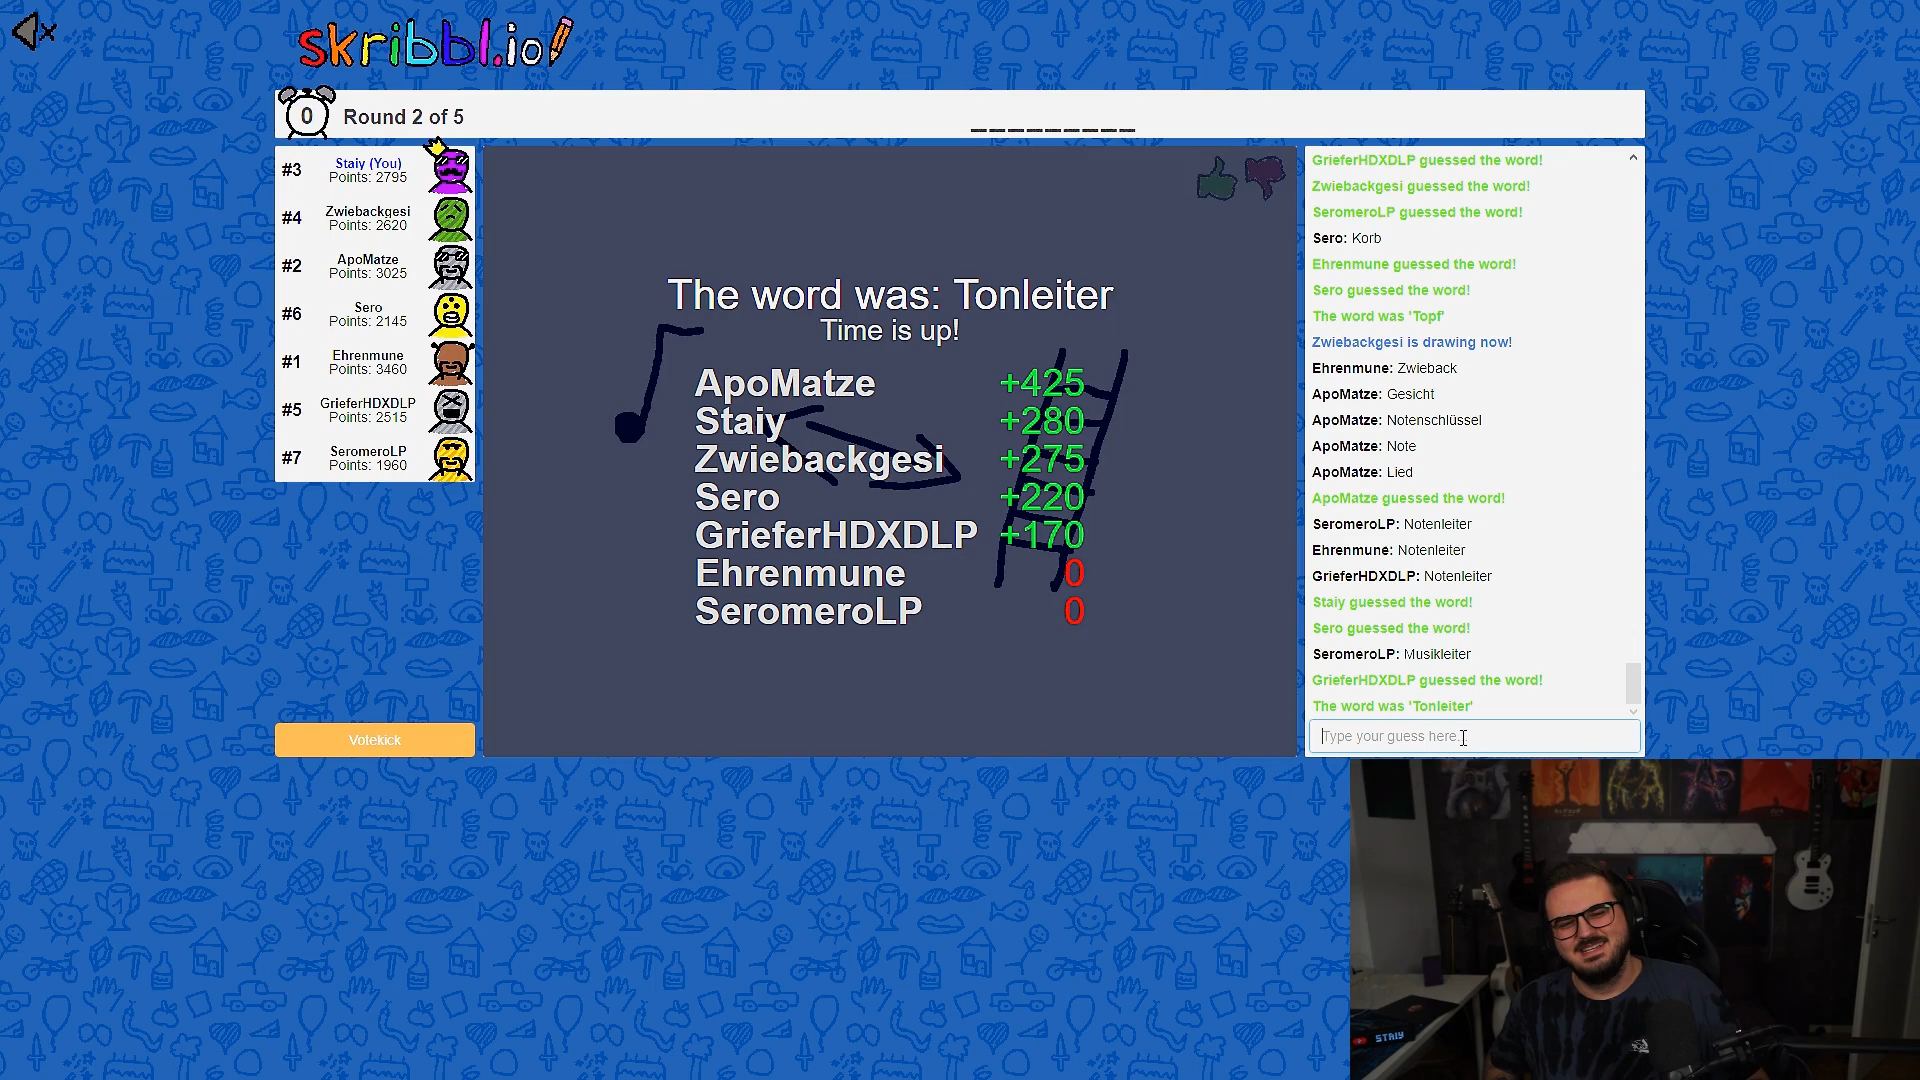 skribbl.io
0
Round 2 of 5
_________
#3
Staiy (You)
Points: 2795
#4
Zwiebackgesi
Points: 2620
#2
ApoMatze
Points: 3025
#6
Sero
Points: 2145
#1
Ehrenmune
Points: 3460
#5
GrieferHDXDLP
Points: 2515
#7
SeromeroLP
Points: 1960
Votekick
The word was: Tonleiter
Time is up!
ApoMatze +425
Staiy +280
Zwiebackgesi +275
Sero +220
GrieferHDXDLP +170
Ehrenmune 0
SeromeroLP 0
GrieferHDXDLP guessed the word!
Zwiebackgesi guessed the word!
SeromeroLP guessed the word!
Sero: Korb
Ehrenmune guessed the word!
Sero guessed the word!
The word was 'Topf'
Zwiebackgesi is drawing now!
Ehrenmune: Zwieback
ApoMatze: Gesicht
ApoMatze: Notenschlüssel
ApoMatze: Note
ApoMatze: Lied
ApoMatze guessed the word!
SeromeroLP: Notenleiter
Ehrenmune: Notenleiter
GrieferHDXDLP: Notenleiter
Staiy guessed the word!
Sero guessed the word!
SeromeroLP: Musikleiter
GrieferHDXDLP guessed the word!
The word was 'Tonleiter'
Type your guess here...
STAIY